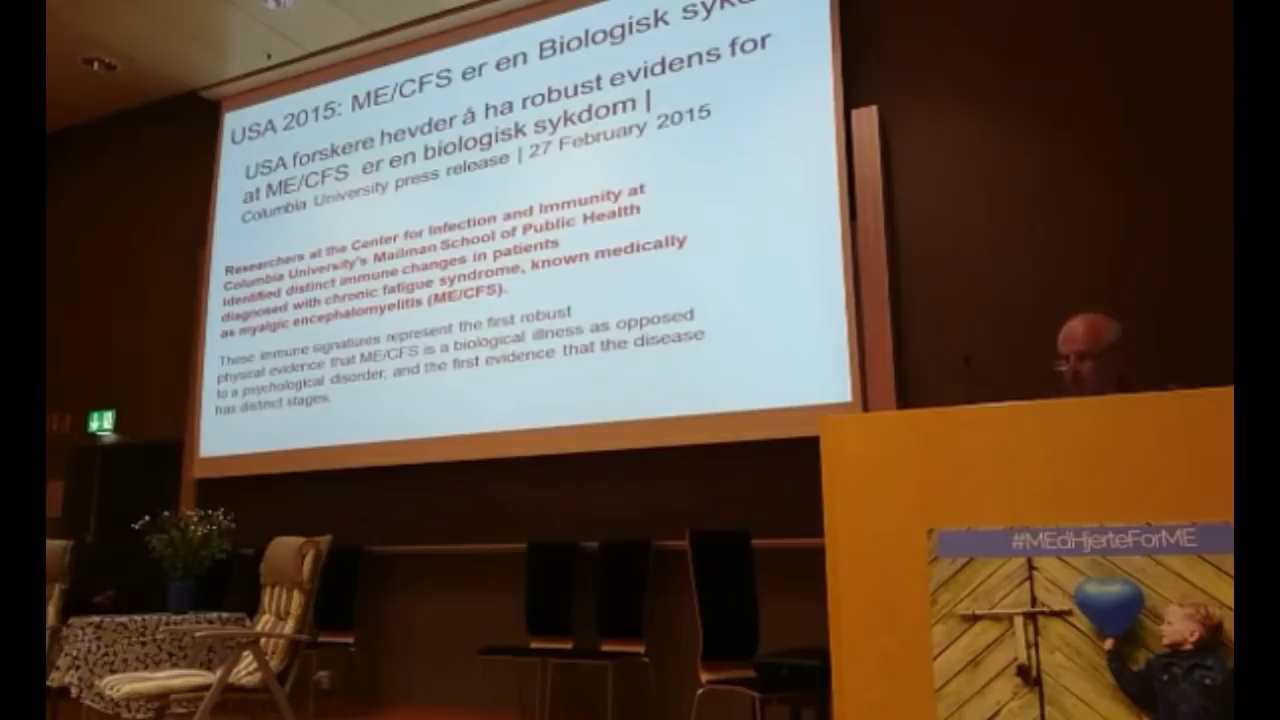 USA 2015: ME/CFS er en Biologisk
USA forskere hevder å ha robust evidens for
at ME/CFS er en biologisk sykdom |
Columbia University press release | 27 February 2015
Researchers at the Center for Infection and Immunity at
Columbia University's Mailman School of Public Health
identified distinct immune changes in patients
diagnosed with chronic fatigue syndrome, known medically
as myalgic encephalomyelitis (ME/CFS).
These immune signatures represent the first robust
physical evidence that ME/CFS is a biological illness as opposed
to a psychological disorder, and the first evidence that the disease
has distinct stages.
#MEdHjerteForME